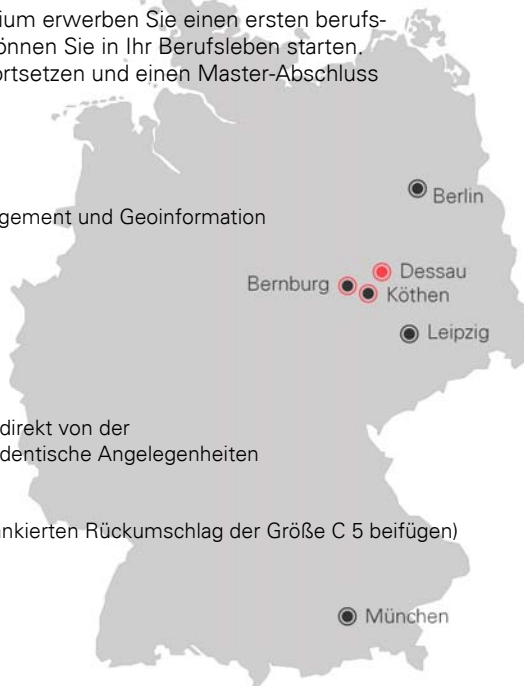 ium erwerben Sie einen ersten berufs-
önnen Sie in Ihr Berufsleben starten.
ortsetzen und einen Master-Abschluss
gement und Geoinformation
Berlin
Dessau
Bernburg
Köthen
Leipzig
direkt von der
dentische Angelegenheiten
nkierten Rückumschlag der Größe C 5 beifügen)
München